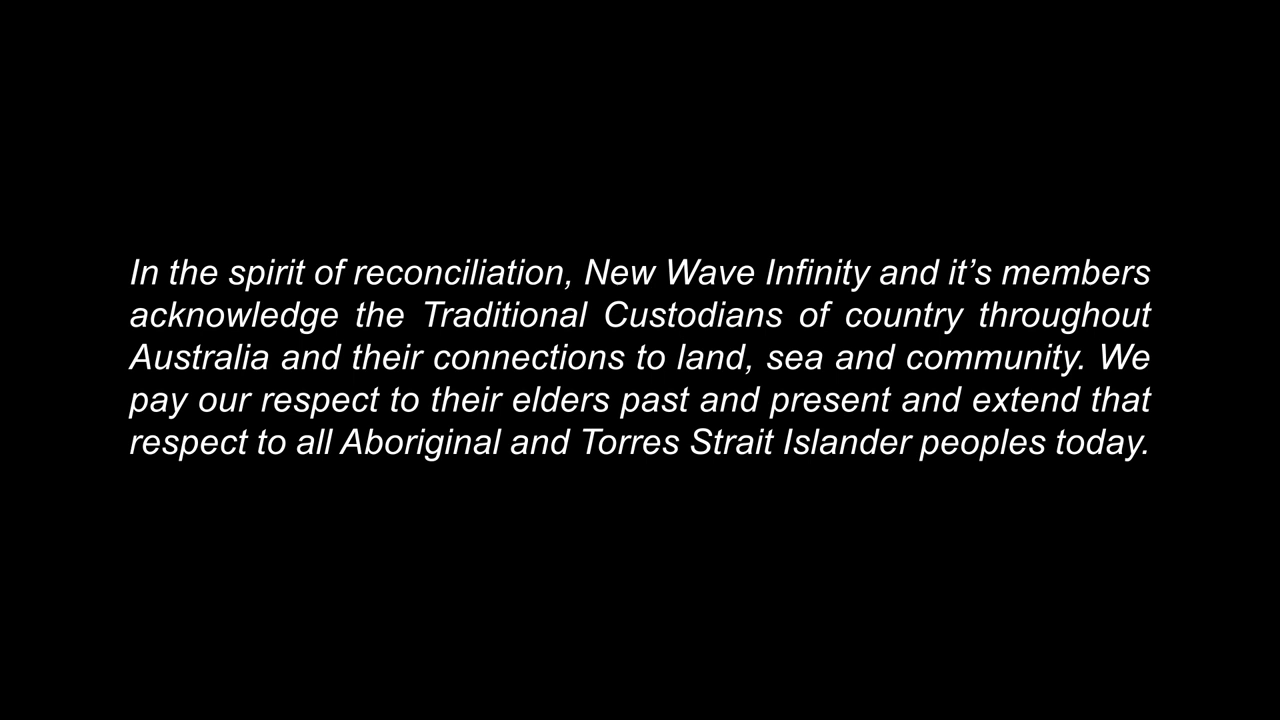 In the spirit of reconciliation, New Wave Infinity and it’s members
acknowledge the Traditional Custodians of country throughout
Australia and their connections to land, sea and community. We
pay our respect to their elders past and present and extend that
respect to all Aboriginal and Torres Strait Islander peoples today.